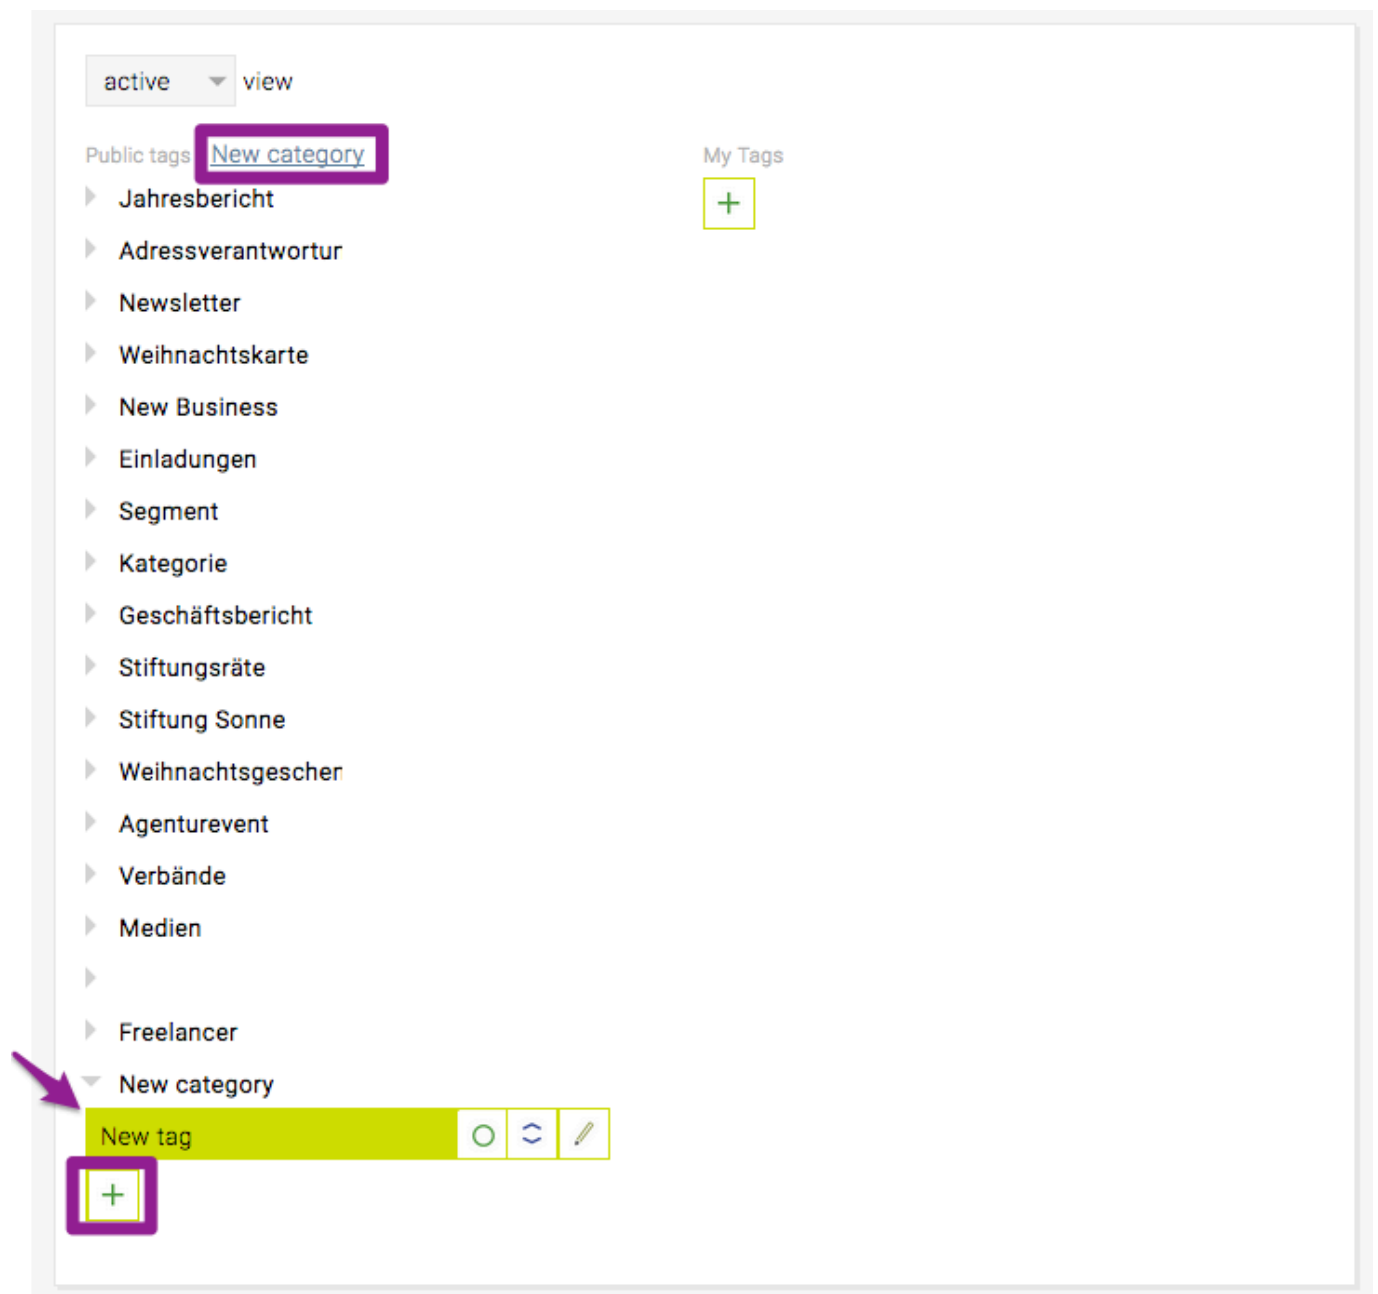 active view
Public tags New category
My Tags
Jahresbericht
Adressverantwortur
Newsletter
Weihnachtskarte
New Business
Einladungen
Segment
Kategorie
Geschäftsbericht
Stiftungsräte
Stiftung Sonne
Weihnachtsgeschen
Agenturevent
Verbände
Medien
Freelancer
New category
New tag